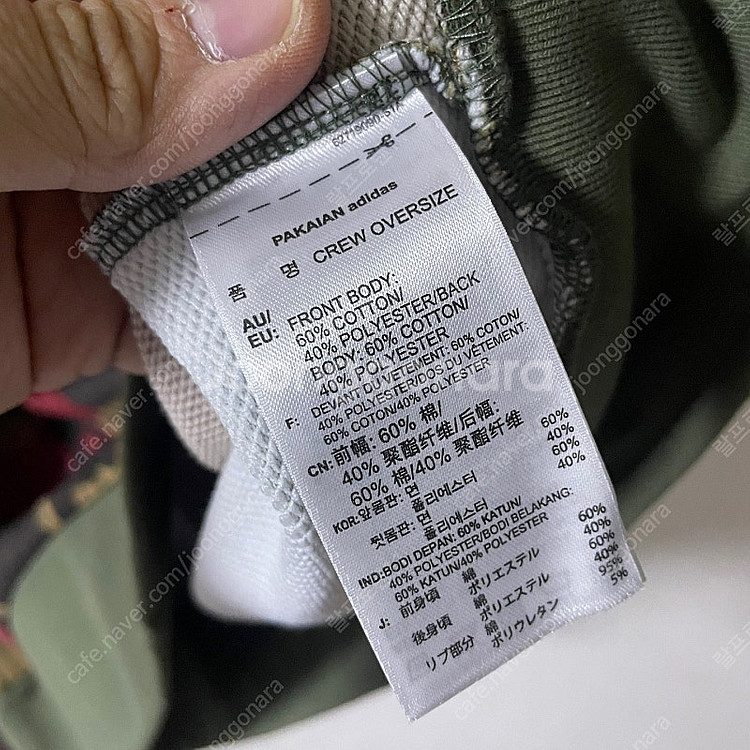 PAKAIAN adidas
품 명 CREW OVERSIZE
AU/ FRONT BODY:
EU: 60% COTTON/
40% POLYESTER/BACK
BODY: 60% COTTON/
40% POLYESTER
F: DEVANT DU VETEMENT: 60% COTON/
40% POLYESTER/DOS DU VÊTEMENT:
60% COTON/40% POLYESTER
CN: 前幅: 60% 棉/
40% 聚酯纤维/后幅:
60% 棉/40% 聚酯纤维
KOR: 앞몸판: 면 60%
폴리에스터 40%
뒷몸판: 면 60%
폴리에스터 40%
IND: BODI DEPAN: 60% KATUN/
40% POLYESTER/BODI BELAKANG:
60% KATUN/40% POLYESTER
J: 前身頃 綿 60%
ポリエステル 40%
後身頃 綿 60%
ポリエステル 40%
リブ部分 綿 95%
ポリウレタン 5%
cafe.naver.com/joonggonara